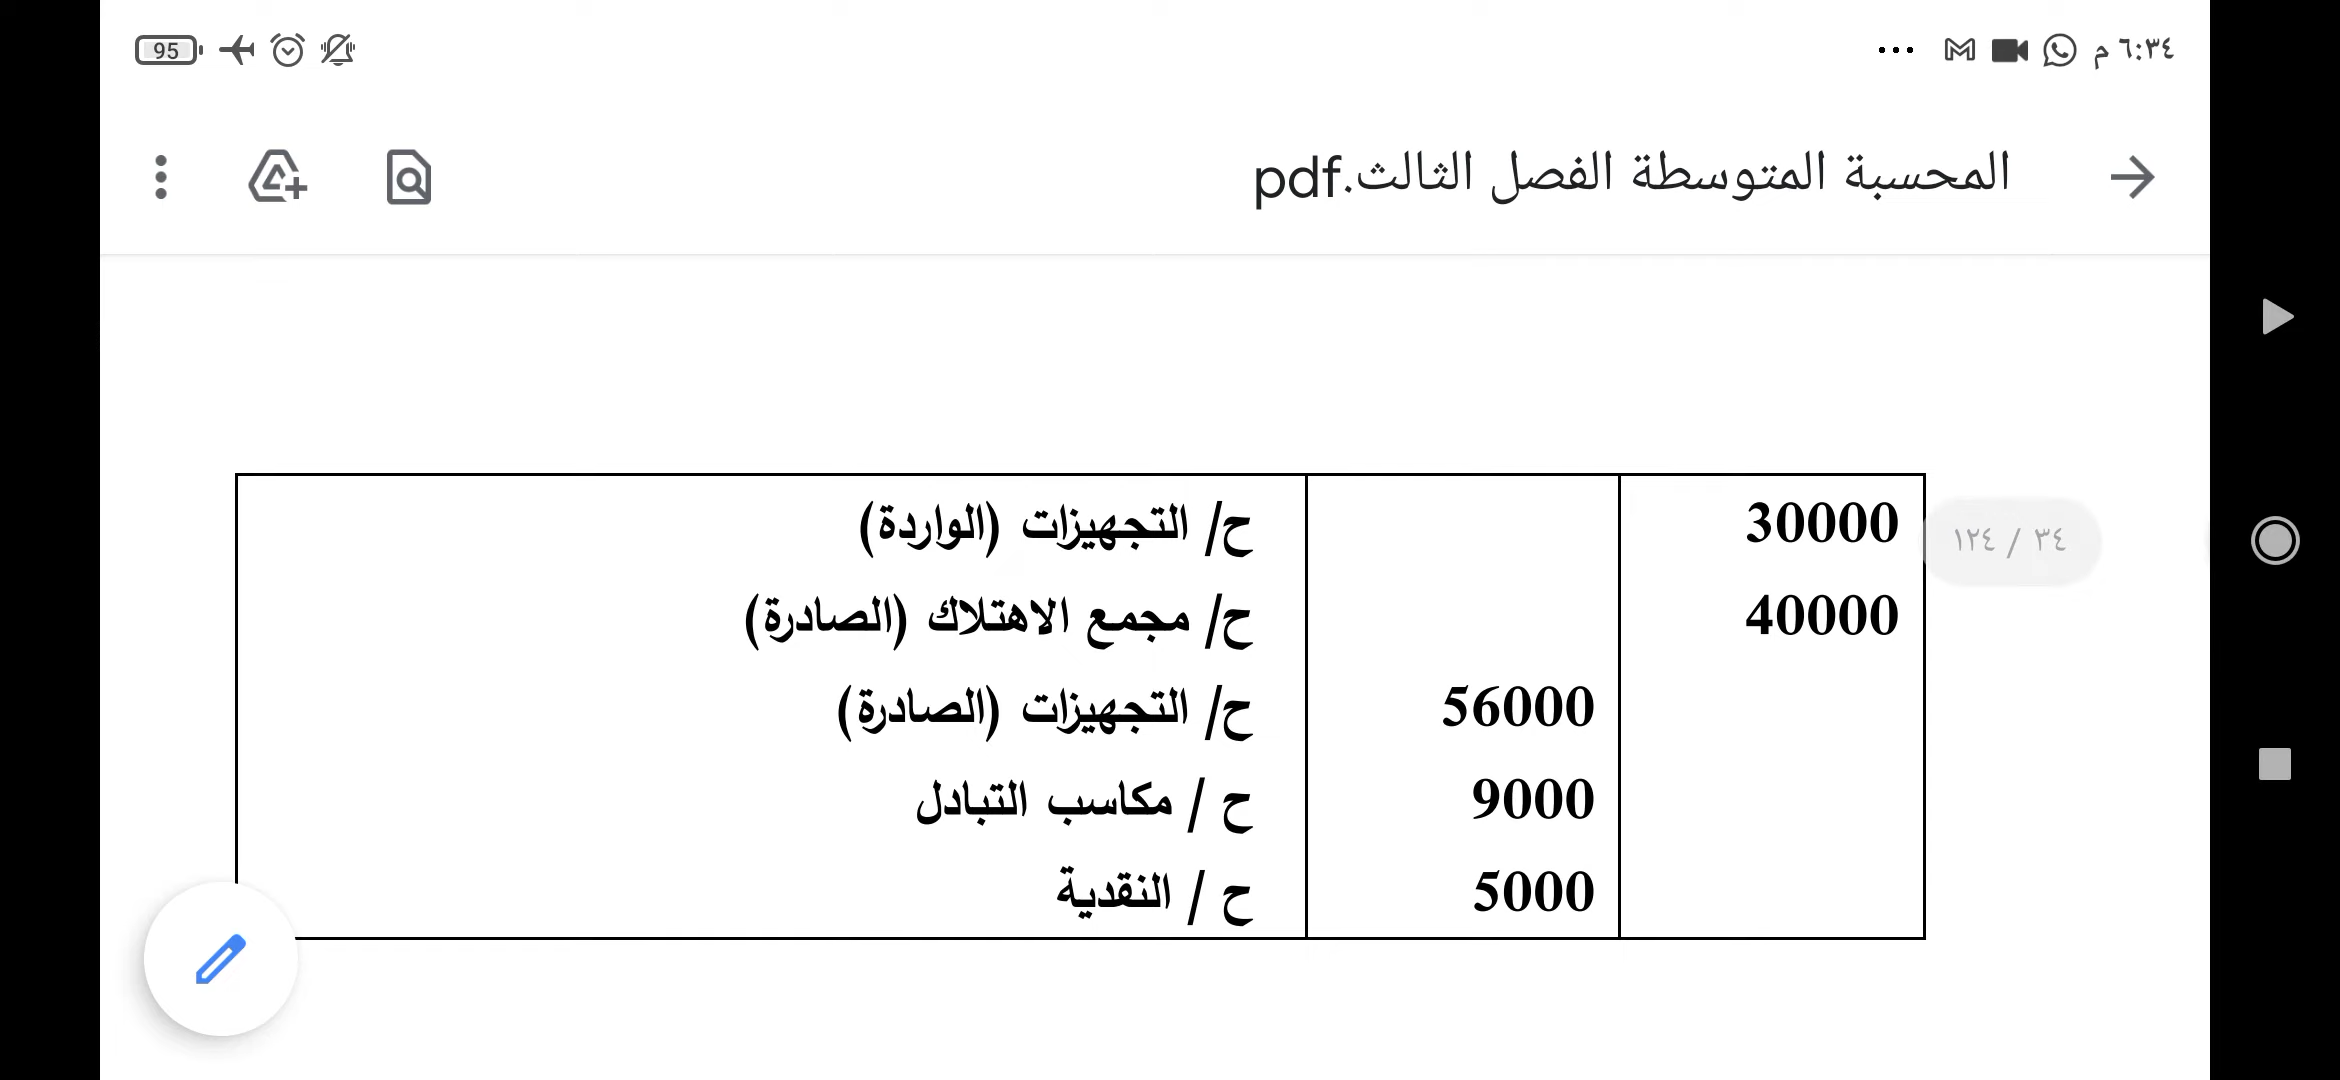 95
٦:٣٤ م
المحسبة المتوسطة الفصل الثالث.pdf
30000 ح/ التجهيزات (الواردة)
٣٤ / ١٢٤
40000 ح/ مجمع الاهتلاك (الصادرة)
56000 ح/ التجهيزات (الصادرة)
9000 ح / مكاسب التبادل
5000 ح / النقدية